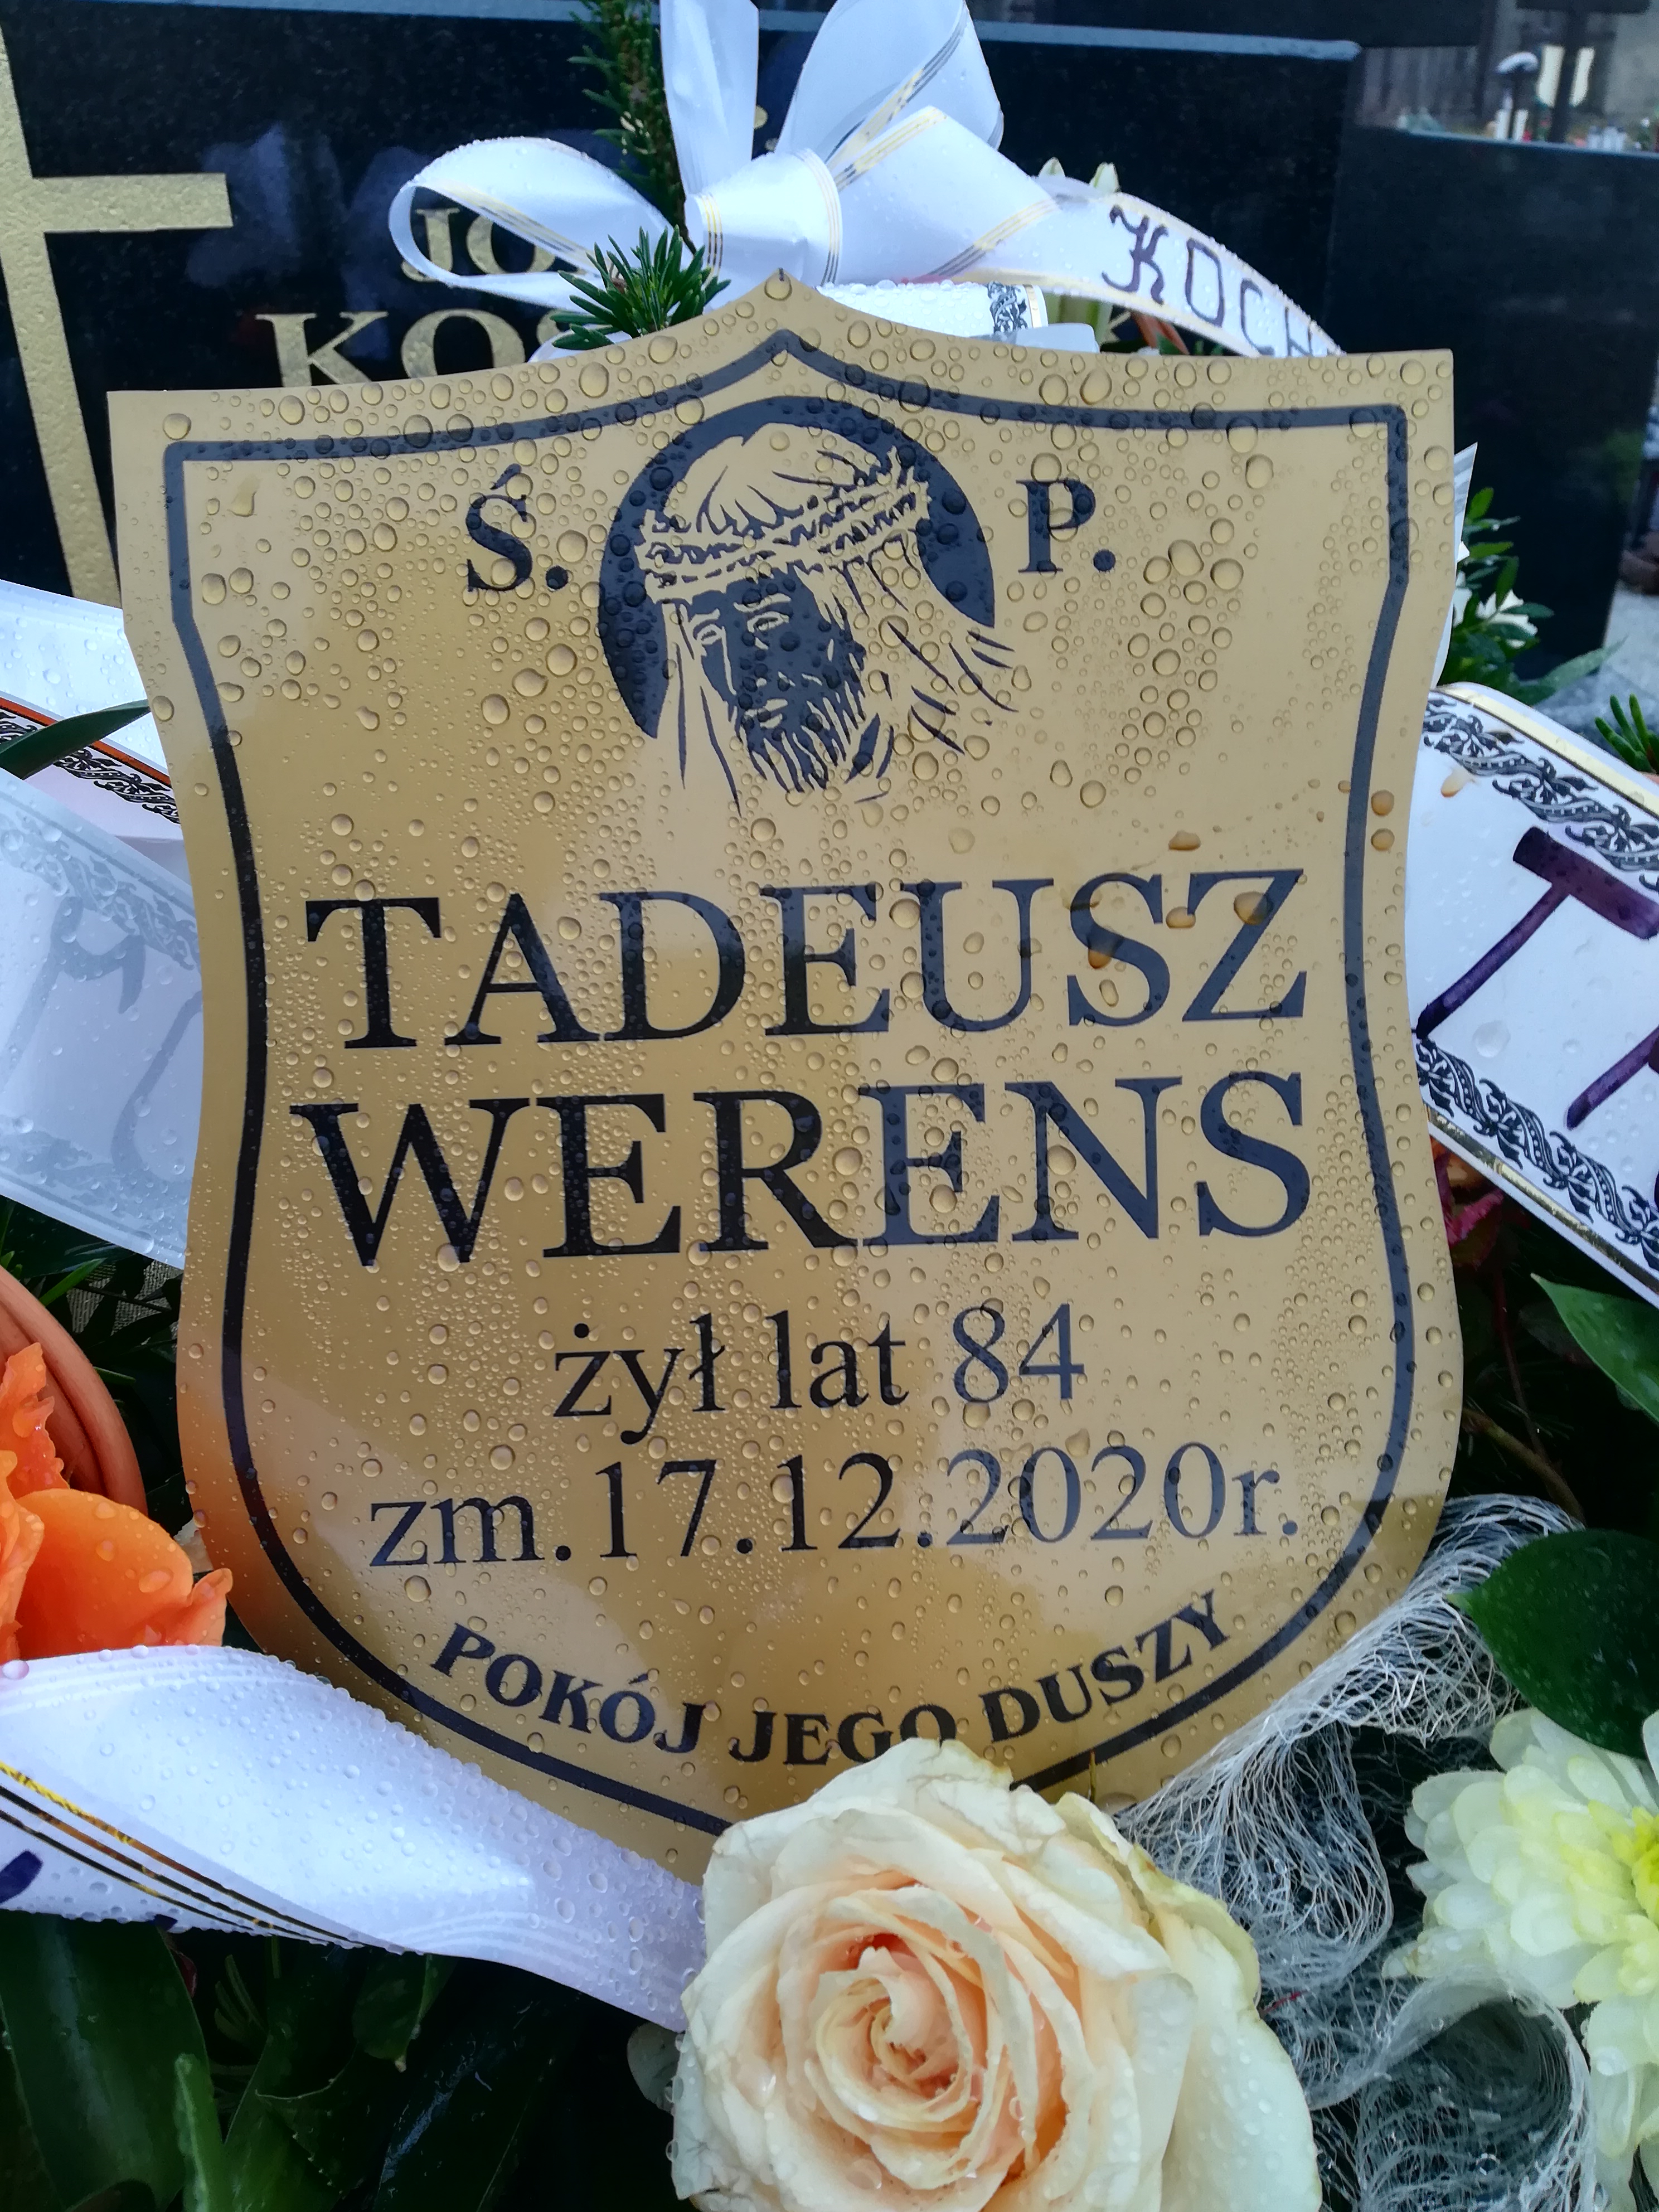 Ś. P.
TADEUSZ
WERENS
żył lat 84
zm.17.12.2020r.
POKÓJ JEGO DUSZY